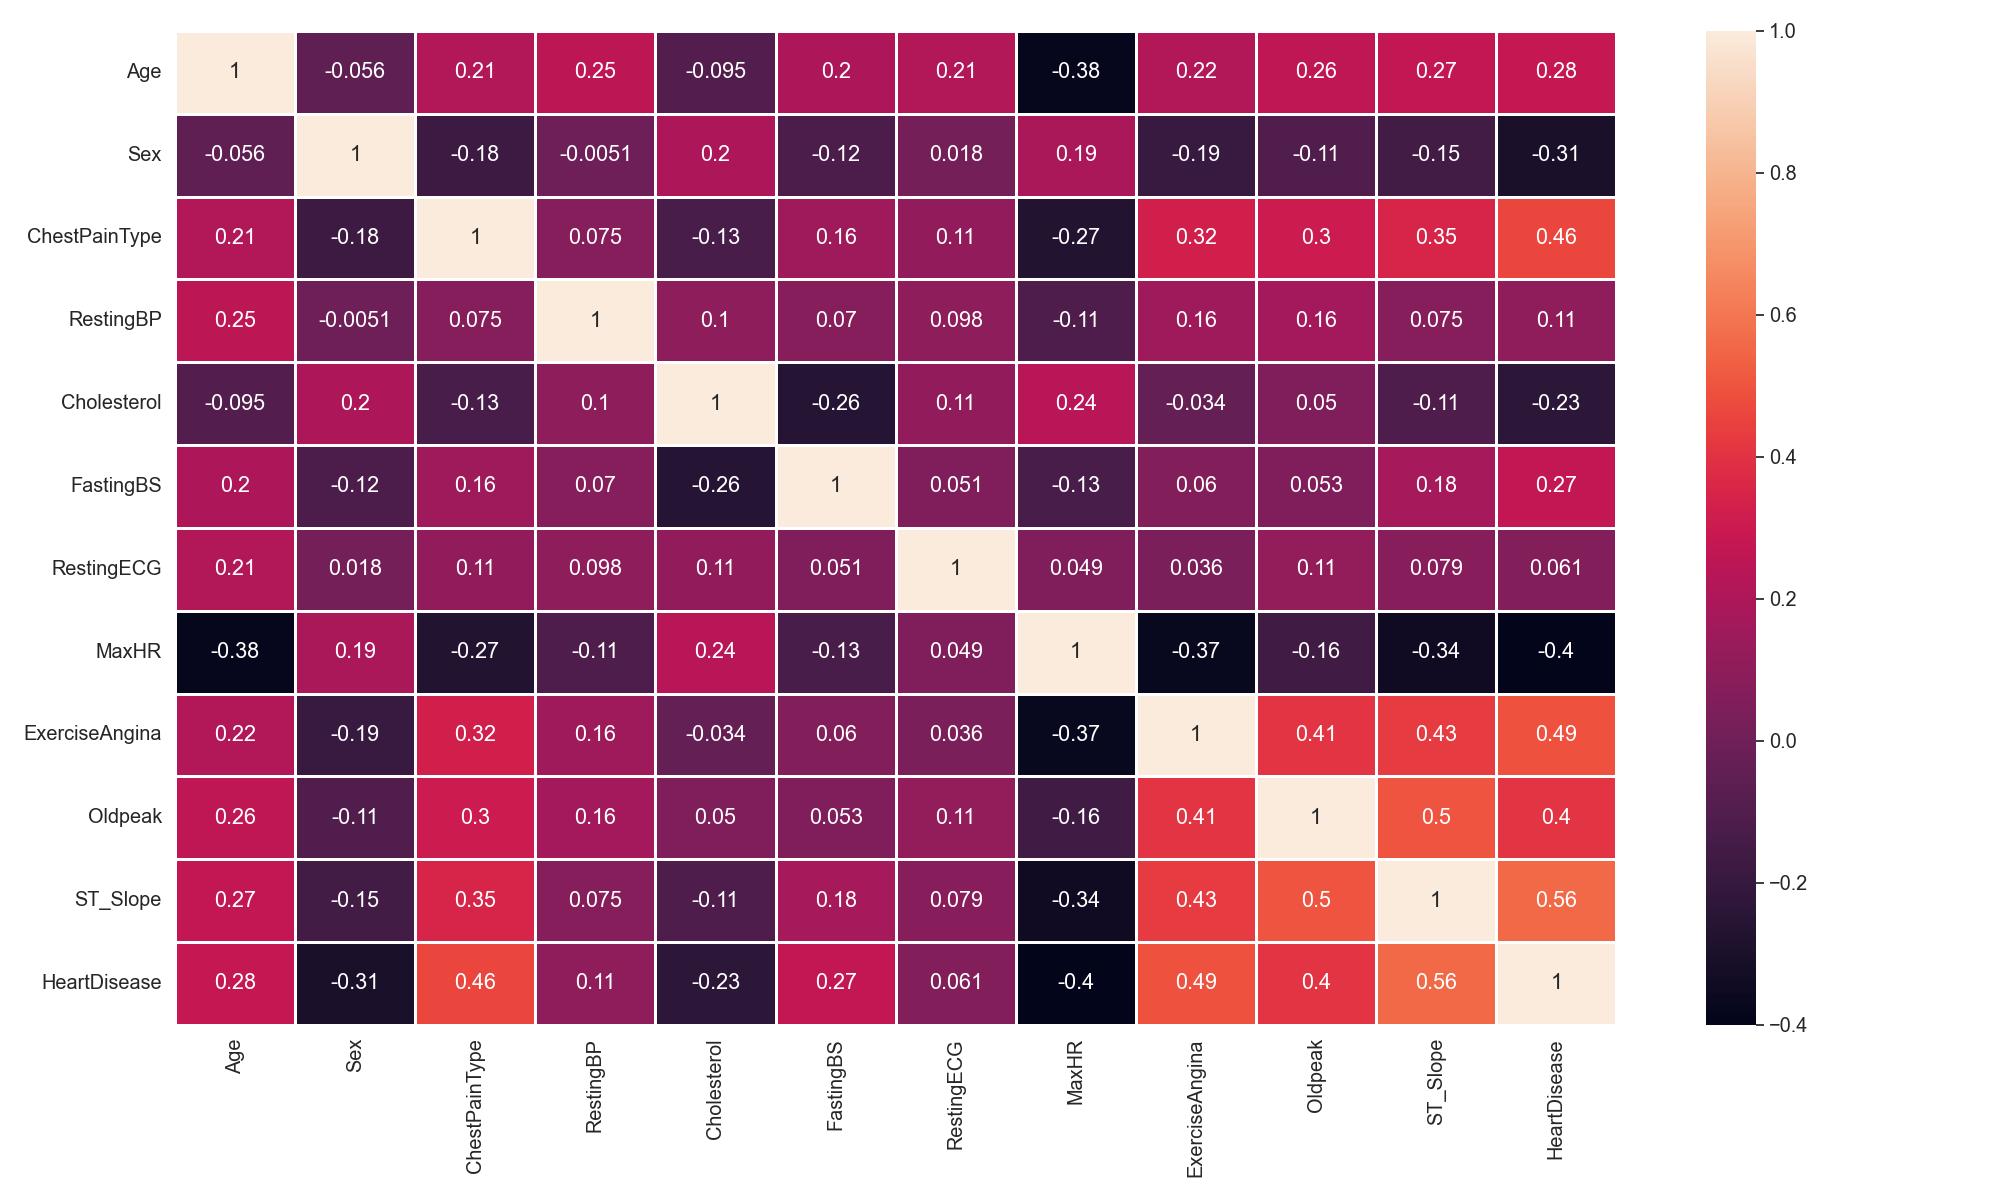 Age 1 -0.056 0.21 0.25 -0.095 0.2 0.21 -0.38 0.22 0.26 0.27 0.28
Sex -0.056 1 -0.18 -0.0051 0.2 -0.12 0.018 0.19 -0.19 -0.11 -0.15 -0.31
ChestPainType 0.21 -0.18 1 0.075 -0.13 0.16 0.11 -0.27 0.32 0.3 0.35 0.46
RestingBP 0.25 -0.0051 0.075 1 0.1 0.07 0.098 -0.11 0.16 0.16 0.075 0.11
Cholesterol -0.095 0.2 -0.13 0.1 1 -0.26 0.11 0.24 -0.034 0.05 -0.11 -0.23
FastingBS 0.2 -0.12 0.16 0.07 -0.26 1 0.051 -0.13 0.06 0.053 0.18 0.27
RestingECG 0.21 0.018 0.11 0.098 0.11 0.051 1 0.049 0.036 0.11 0.079 0.061
MaxHR -0.38 0.19 -0.27 -0.11 0.24 -0.13 0.049 1 -0.37 -0.16 -0.34 -0.4
ExerciseAngina 0.22 -0.19 0.32 0.16 -0.034 0.06 0.036 -0.37 1 0.41 0.43 0.49
Oldpeak 0.26 -0.11 0.3 0.16 0.05 0.053 0.11 -0.16 0.41 1 0.5 0.4
ST_Slope 0.27 -0.15 0.35 0.075 -0.11 0.18 0.079 -0.34 0.43 0.5 1 0.56
HeartDisease 0.28 -0.31 0.46 0.11 -0.23 0.27 0.061 -0.4 0.49 0.4 0.56 1
Age Sex ChestPainType RestingBP Cholesterol FastingBS RestingECG MaxHR ExerciseAngina Oldpeak ST_Slope HeartDisease
1.0
0.8
0.6
0.4
0.2
0.0
−0.2
−0.4